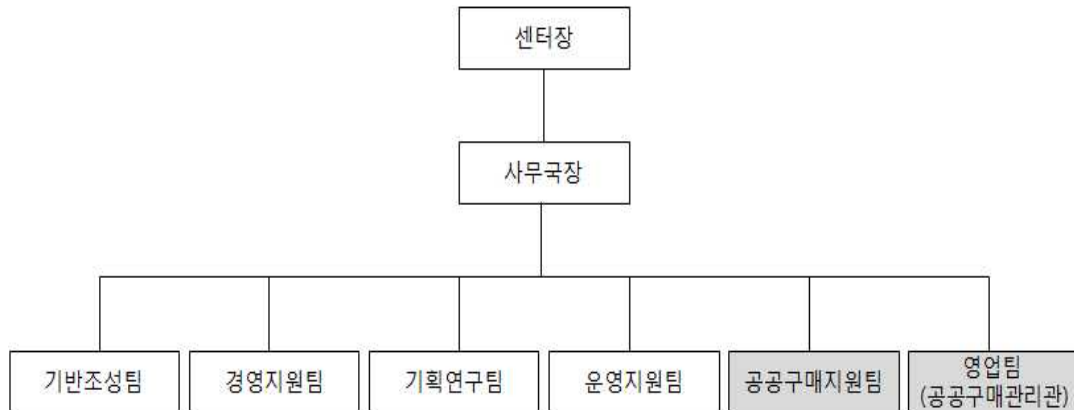 센터장
사무국장
기반조성팀
경영지원팀
기획연구팀
운영지원팀
공공구매지원팀
영업팀
(공공구매관리관)